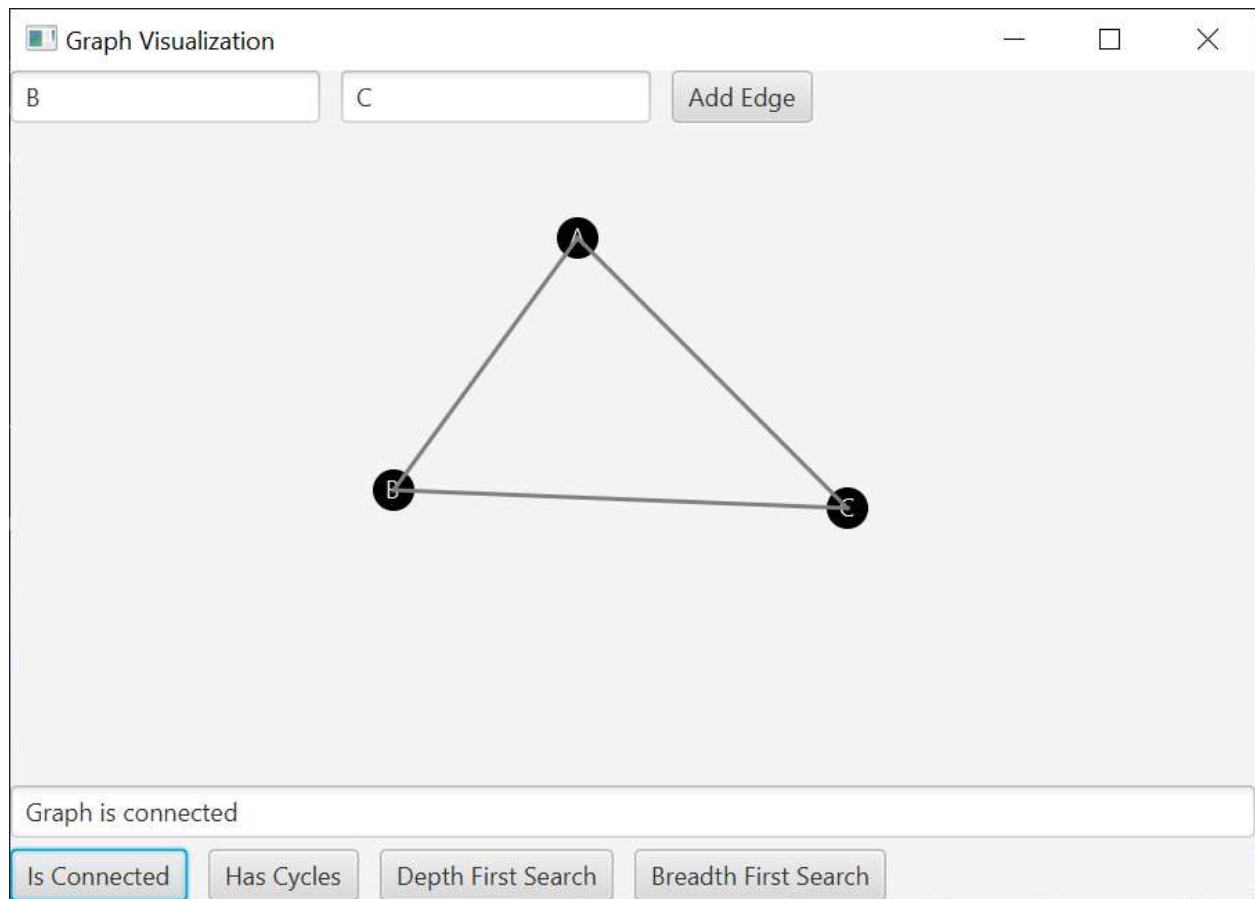 Graph Visualization
B C Add Edge
A
B
C
Graph is connected
Is Connected Has Cycles Depth First Search Breadth First Search